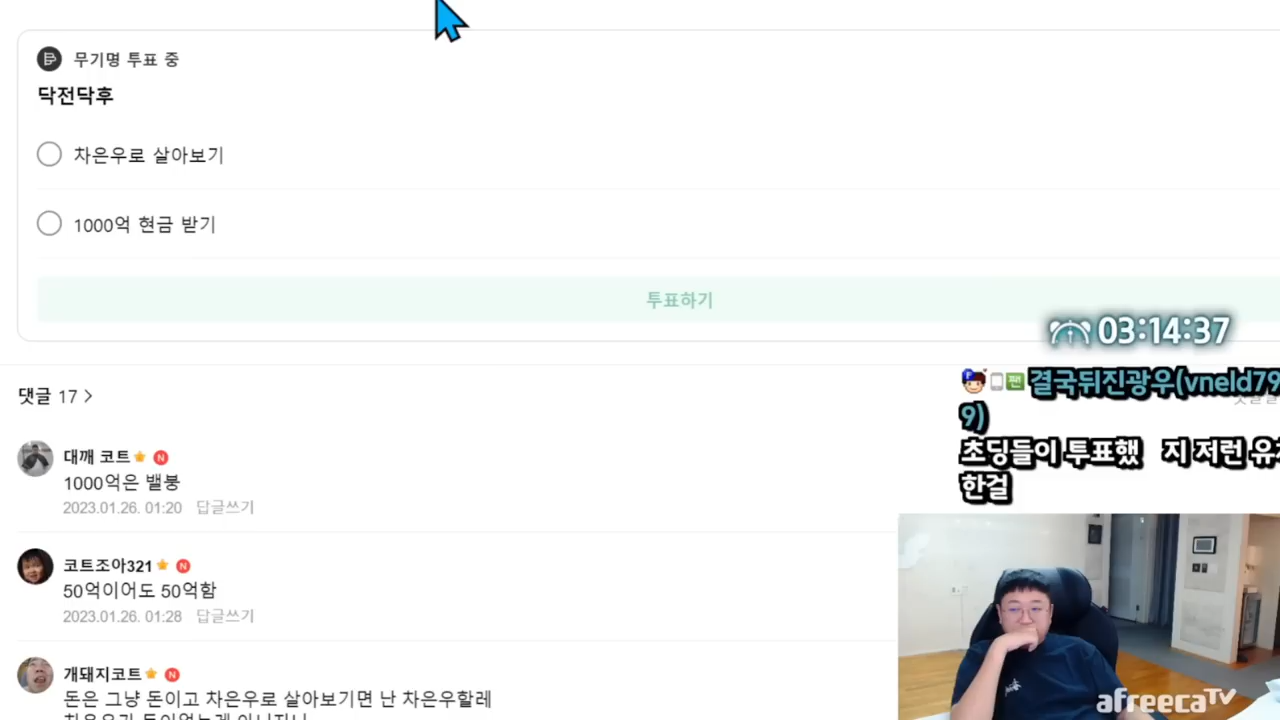 무기명 투표 중
닥전닥후
차은우로 살아보기
1000억 현금 받기
투표하기
03:14:37
댓글 17
결국뒤진광우(vneld79
9)
초딩들이 투표했 지 저런 유치
한걸
대깨 코트
1000억은 밸붕
2023.01.26. 01:20 답글쓰기
코트조아321
50억이어도 50억함
2023.01.26. 01:28 답글쓰기
개돼지코트
돈은 그냥 돈이고 차은우로 살아보기면 난 차은우할레
afreecaTV